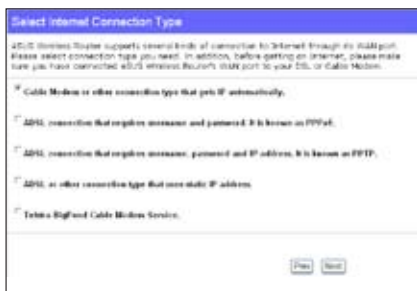 Select Internet Connection Type
ASUS Wireless Router supports several kinds of connection to Internet through its WAN port.
Please select connection type you need. In addition, before getting on Internet, please make
sure you have connected ASUS Wireless Router's WAN port to your DSL or Cable Modem.
Cable Modem or other connection type that gets IP automatically.
ADSL connection that requires username and password. It is known as PPPoE.
ADSL connection that requires username, password and IP address. It is known as PPTP.
ADSL or other connection type that uses static IP address.
Telstra BigPond Cable Modem Service.
Prev Next